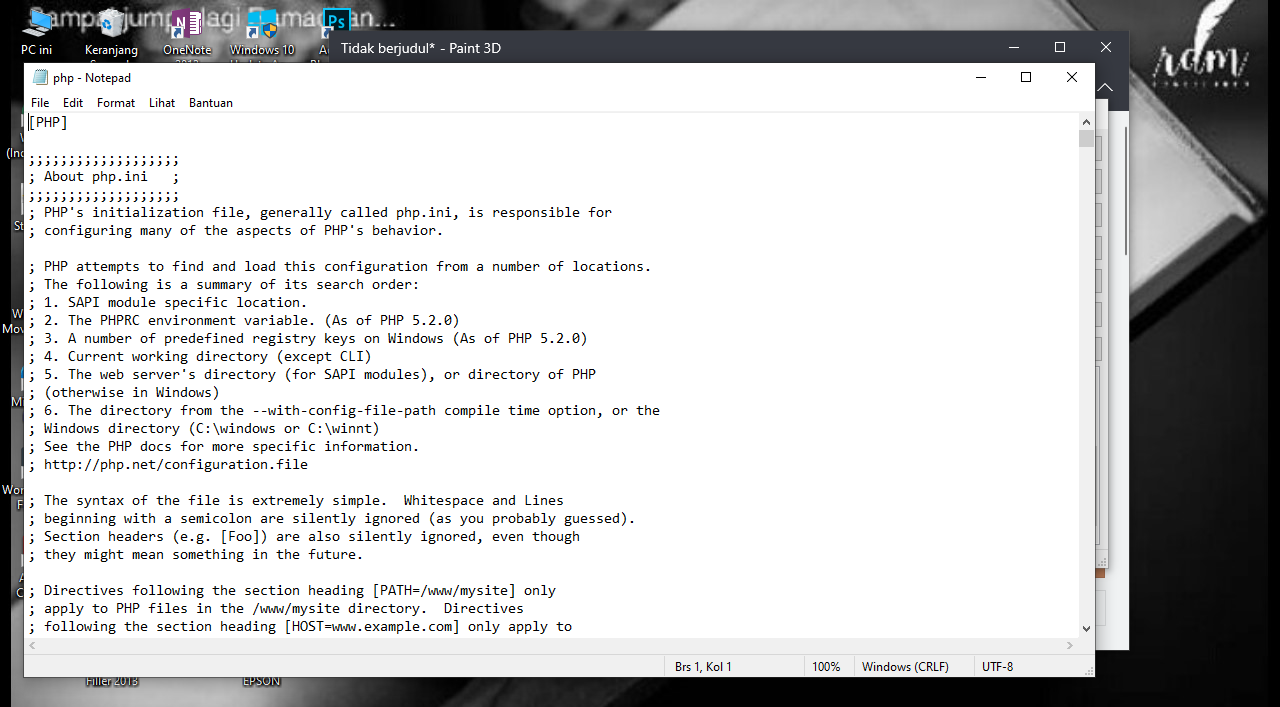 Sampai jumpa lagi Ramadhan...
PC ini
Keranjang
OneNote
2013
Windows 10
Tidak berjudul* - Paint 3D
rdm
php - Notepad
File Edit Format Lihat Bantuan
[PHP]
;;;;;;;;;;;;;;;;;;;
; About php.ini   ;
;;;;;;;;;;;;;;;;;;;
; PHP's initialization file, generally called php.ini, is responsible for
; configuring many of the aspects of PHP's behavior.
; PHP attempts to find and load this configuration from a number of locations.
; The following is a summary of its search order:
; 1. SAPI module specific location.
; 2. The PHPRC environment variable. (As of PHP 5.2.0)
; 3. A number of predefined registry keys on Windows (As of PHP 5.2.0)
; 4. Current working directory (except CLI)
; 5. The web server's directory (for SAPI modules), or directory of PHP
; (otherwise in Windows)
; 6. The directory from the --with-config-file-path compile time option, or the
; Windows directory (C:\windows or C:\winnt)
; See the PHP docs for more specific information.
; http://php.net/configuration.file
; The syntax of the file is extremely simple.  Whitespace and Lines
; beginning with a semicolon are silently ignored (as you probably guessed).
; Section headers (e.g. [Foo]) are also silently ignored, even though
; they might mean something in the future.
; Directives following the section heading [PATH=/www/mysite] only
; apply to PHP files in the /www/mysite directory.  Directives
; following the section heading [HOST=www.example.com] only apply to
Brs 1, Kol 1 100% Windows (CRLF) UTF-8
Filler 2013
EPSON